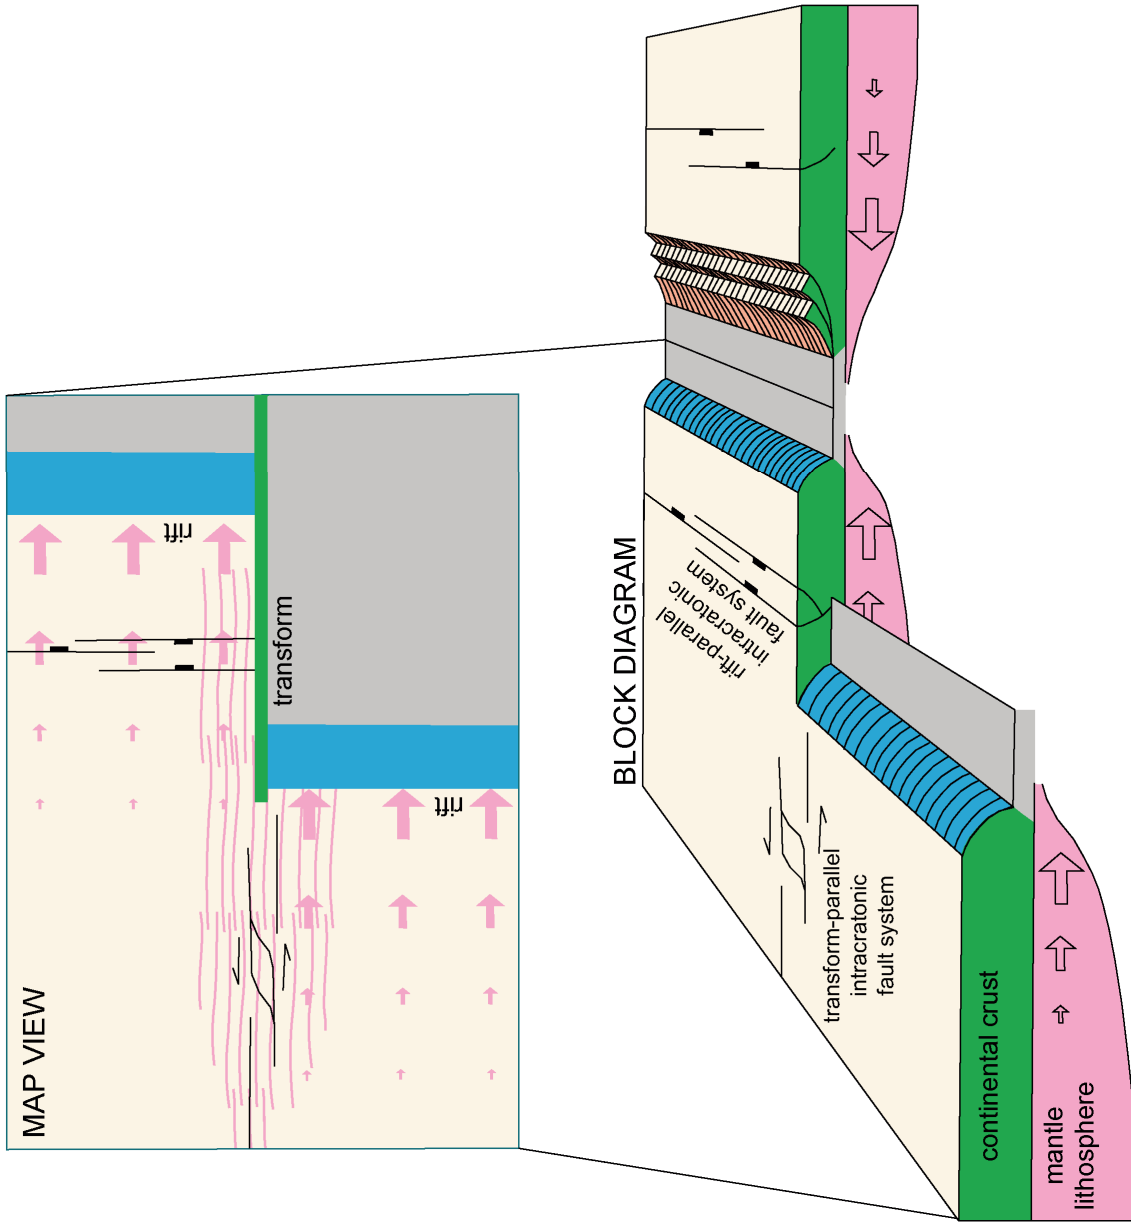 MAP VIEW
rift
transform
rift
BLOCK DIAGRAM
rift-parallel
intracratonic
fault system
transform-parallel
intracratonic
fault system
continental crust
mantle
lithosphere